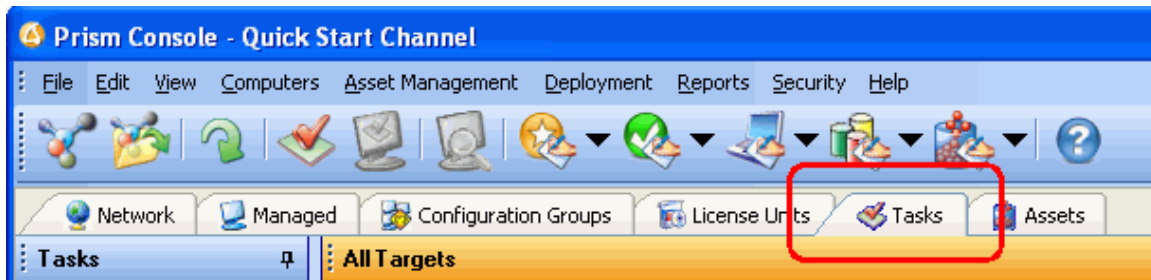 Prism Console - Quick Start Channel
File Edit View Computers Asset Management Deployment Reports Security Help
Network Managed Configuration Groups License Units Tasks Assets
Tasks All Targets